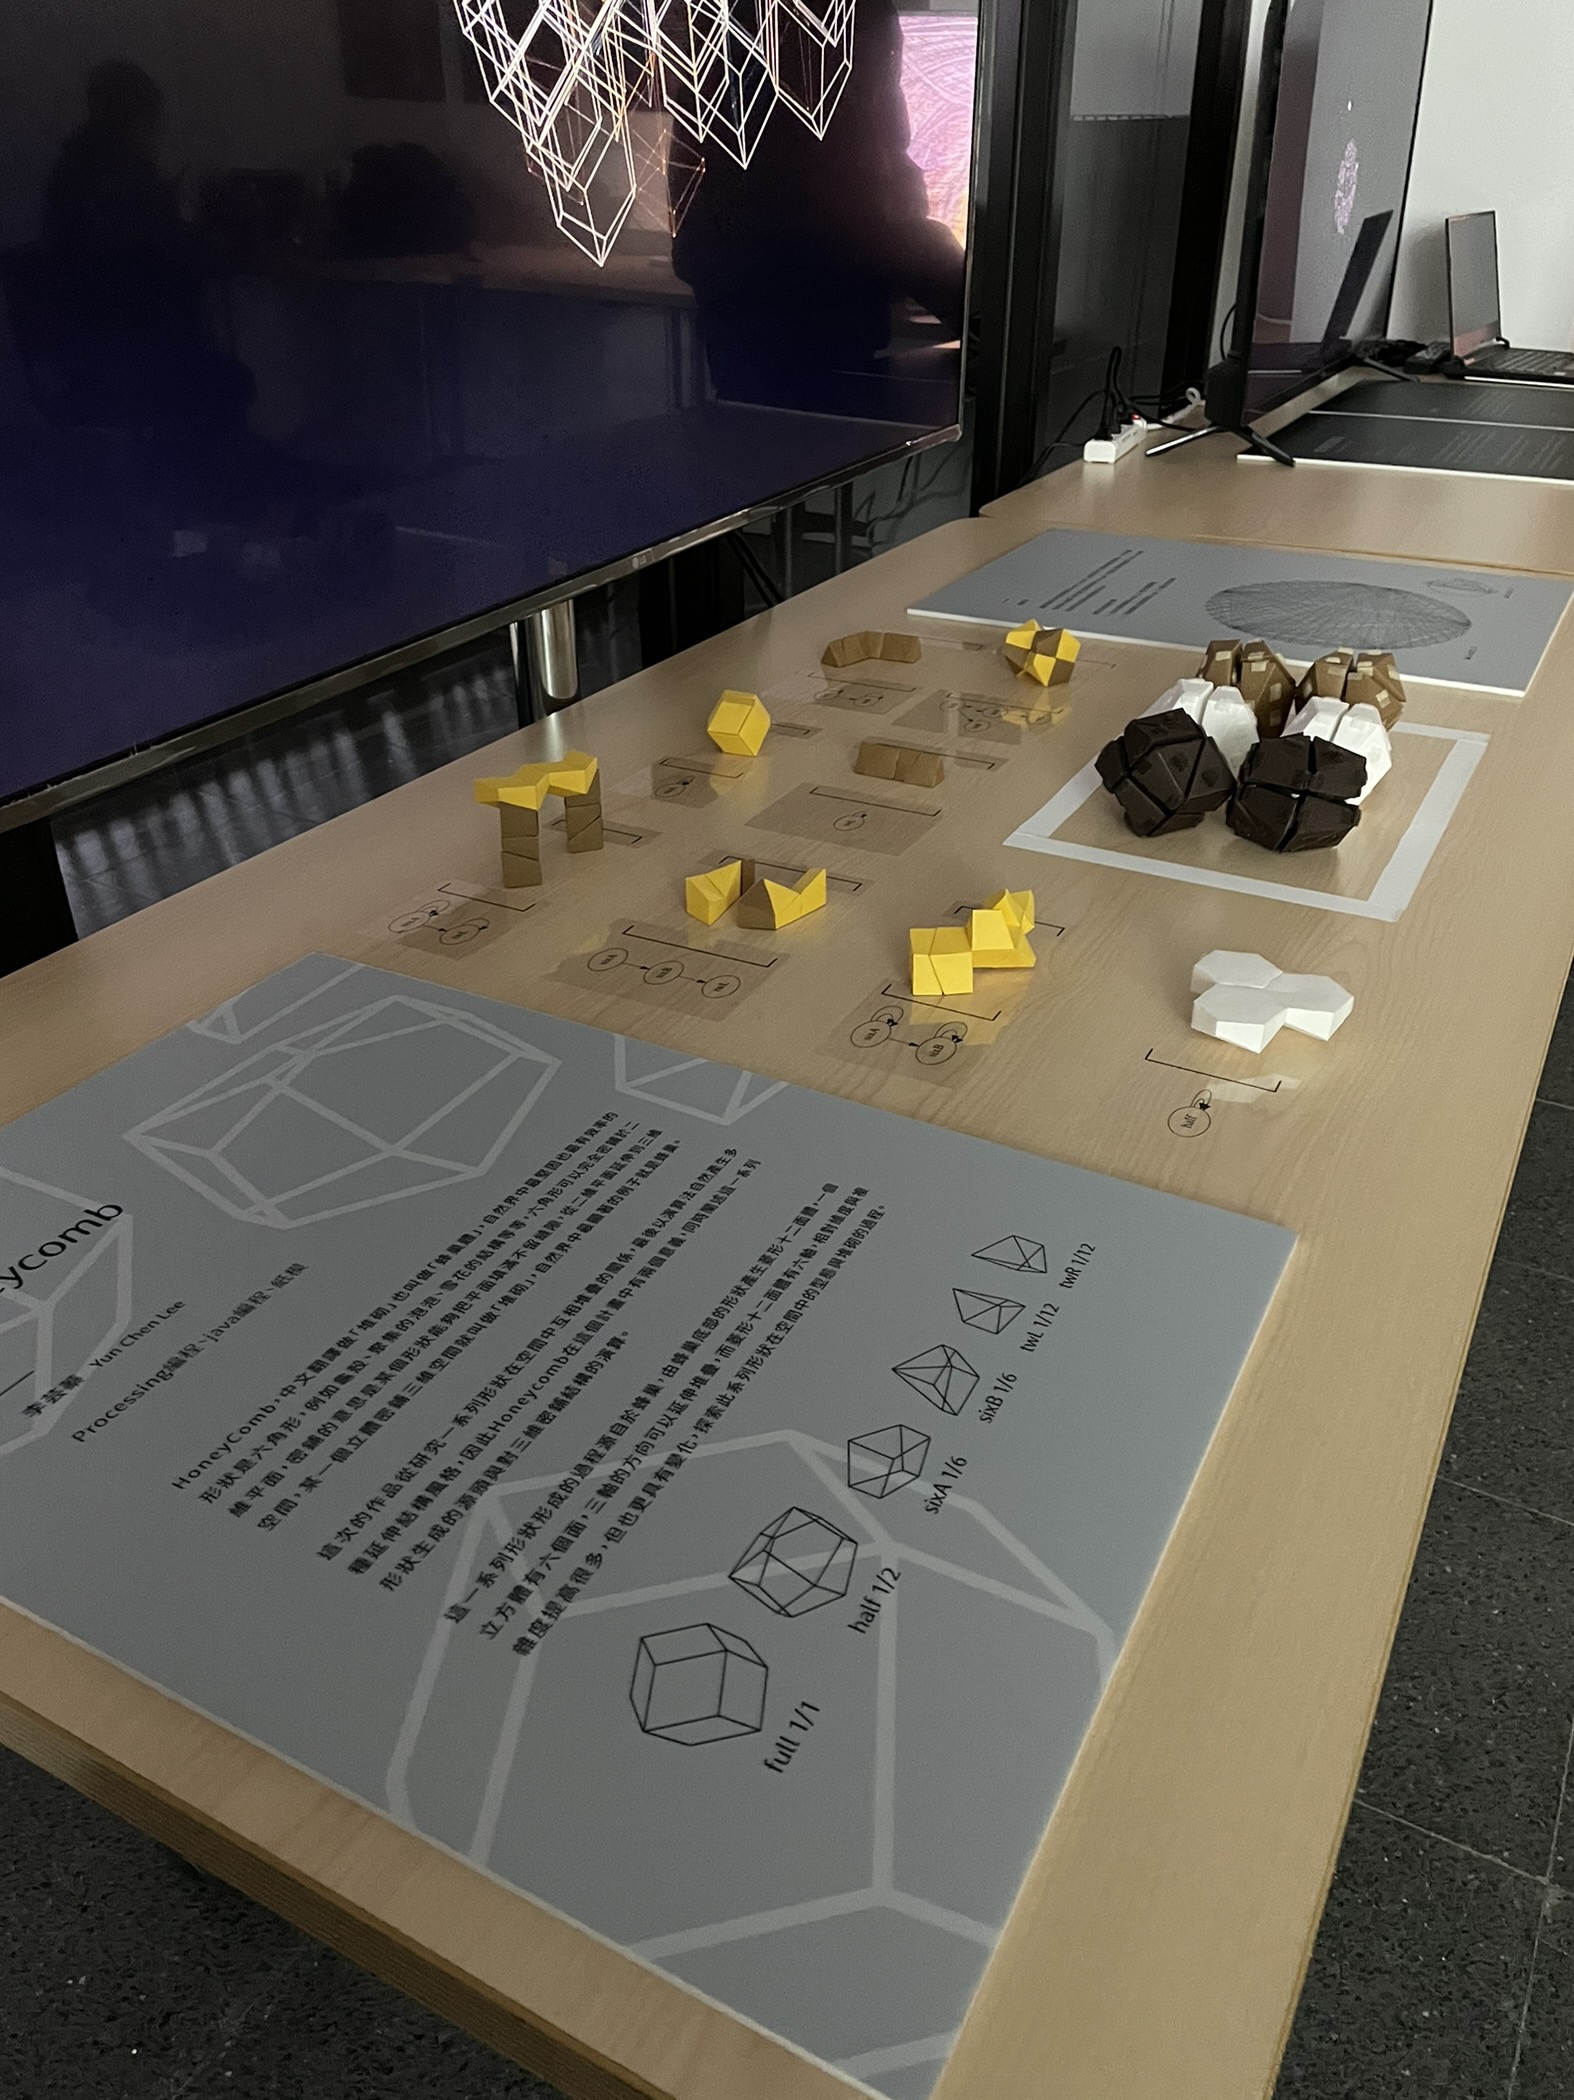 ycomb
Yun Chen Lee
Processing編程、java編程、紙模
HoneyComb,中文翻譯做「堆砌」也叫做「蜂巢體」,自然界中最堅固也最有效率的
形狀是六角形,例如龜殼、聚集的泡泡、雪花的結構等等,六角形可以完全密鋪於二
維平面,密鋪的意思是某個形狀能夠把平面填滿不留縫隙,從二維平面延伸到三維
空間,某一個立體密鋪三維空間就叫做「堆砌」,自然界中最顯著的例子就是蜂巢。
這次的作品從研究一系列形狀在空間中互相堆疊的關係,最後以演算法自然產生多
種延伸結構風格,因此Honeycomb在這個計畫中有兩個意義,同時闡述這一系列
形狀生成的源頭與對三維密鋪結構的演算。
這一系列形狀形成的過程源自於蜂巢,由蜂巢底部的形狀產生菱形十二面體,一個
立方體有六個面,三軸的方向可以延伸堆疊,而菱形十二面體有六軸,相對維度與複
雜度提高很多,但也更具有變化,探索此系列形狀在空間中的型態與堆砌的過程。
full 1/1
half 1/2
sixA 1/6
sixB 1/6
twL 1/12
twR 1/12
sixA
sixB
half
LG